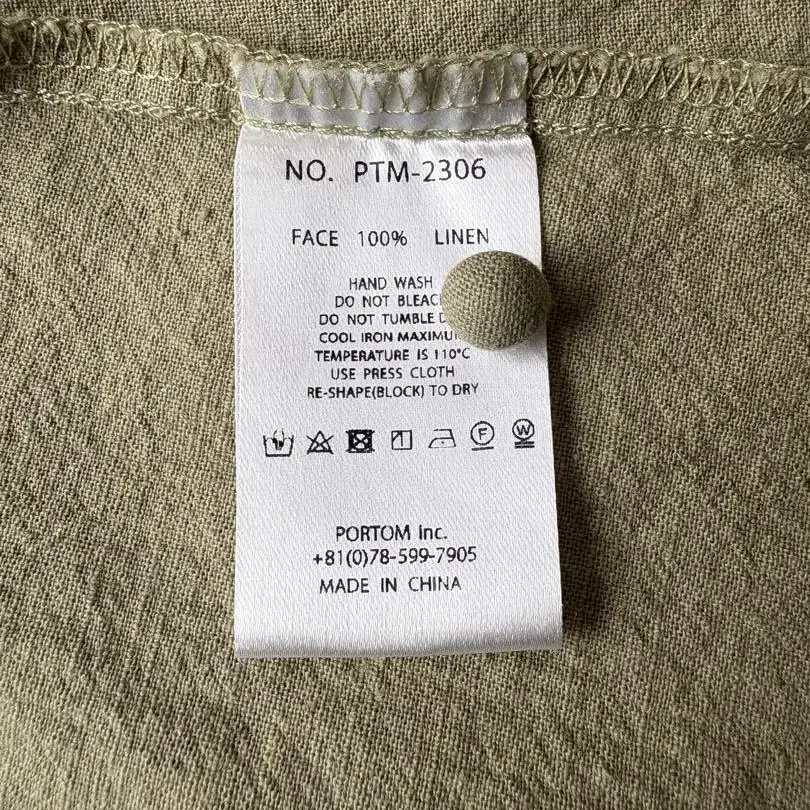 NO. PTM-2306
FACE 100% LINEN
HAND WASH
DO NOT
DO NOT TUMBLE
COOL IRON
TEMPERATURE IS 110°C
USE PRESS CLOTH
RE-SHAPE(BLOCK) TO DRY
F W
PORTOM Inc.
+81(0)78-599-7905
MADE IN CHINA